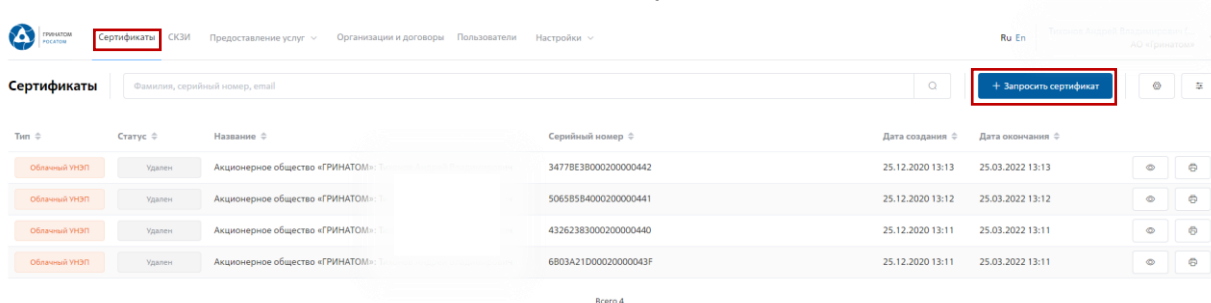 ГРИНАТОМ
РОСАТОМ
Сертификаты СКЗИ Предоставление услуг Организации и договоры Пользователи Настройки Ru En
АО «Гринатом»
Сертификаты Фамилия, серийный номер, email + Запросить сертификат
Тип Статус Название Серийный номер Дата создания Дата окончания
Облачный УНЭП Удален Акционерное общество «ГРИНАТОМ»: 3477BE3B000200000442 25.12.2020 13:13 25.03.2022 13:13
Облачный УНЭП Удален Акционерное общество «ГРИНАТОМ»: 5065B5B4000200000441 25.12.2020 13:12 25.03.2022 13:12
Облачный УНЭП Удален Акционерное общество «ГРИНАТОМ»: 43262383000200000440 25.12.2020 13:11 25.03.2022 13:11
Облачный УНЭП Удален Акционерное общество «ГРИНАТОМ»: 6B03A21D00020000043F 25.12.2020 13:11 25.03.2022 13:11
Всего 4